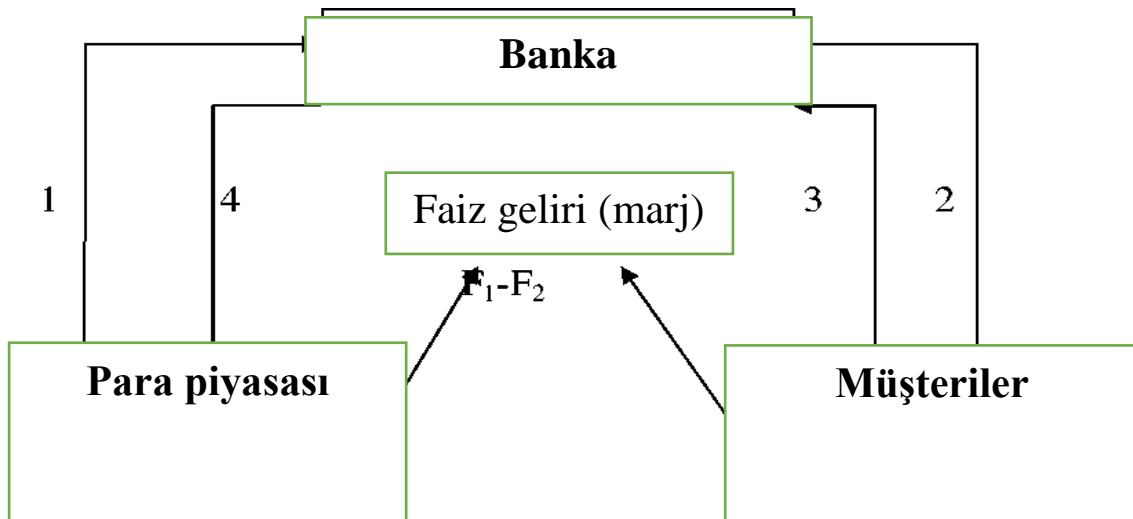 Banka
1
4
Faiz geliri (marj)
3
2
F₁-F₂
Para piyasası
Müşteriler